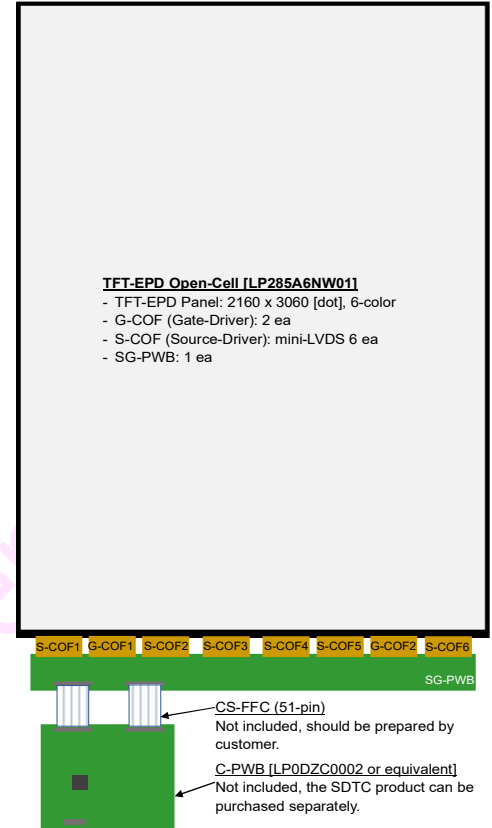 TFT-EPD Open-Cell [LP285A6NW01]
- TFT-EPD Panel: 2160 x 3060 [dot], 6-color
- G-COF (Gate-Driver): 2 ea
- S-COF (Source-Driver): mini-LVDS 6 ea
- SG-PWB: 1 ea
S-COF1 G-COF1 S-COF2 S-COF3 S-COF4 S-COF5 G-COF2 S-COF6
SG-PWB
CS-FFC (51-pin)
Not included, should be prepared by
customer.
C-PWB [LP0DZC0002 or equivalent]
Not included, the SDTC product can be
purchased separately.